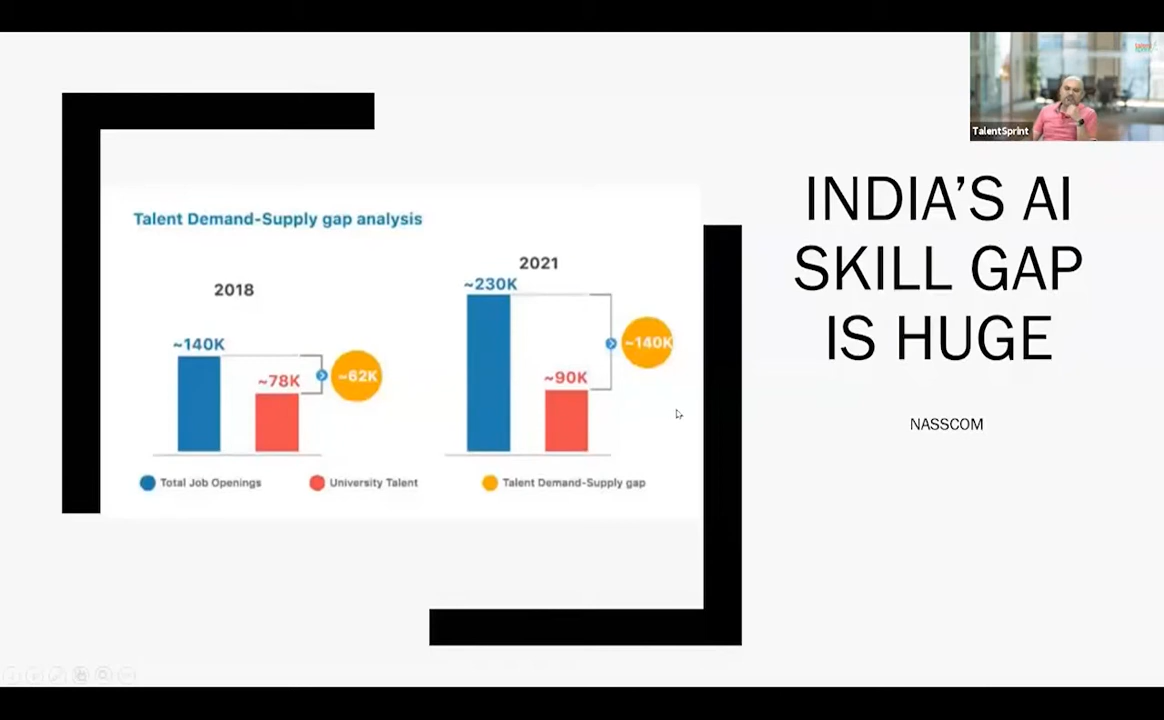 TalentSprint
INDIA’S AI
SKILL GAP
IS HUGE
NASSCOM
Talent Demand-Supply gap analysis
2018
~140K
~78K
~62K
2021
~230K
~90K
~140K
Total Job Openings
University Talent
Talent Demand-Supply gap